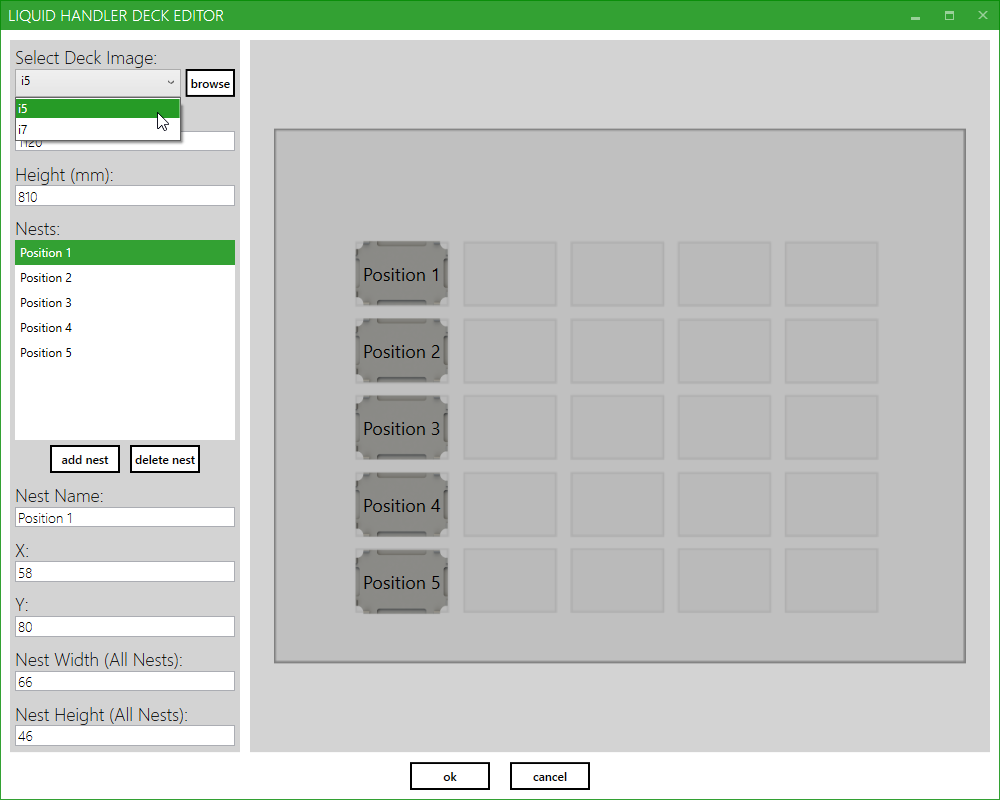 LIQUID HANDLER DECK EDITOR
Select Deck Image:
i5
browse
i5
i7
Height (mm):
810
Nests:
Position 1
Position 2
Position 3
Position 4
Position 5
add nest
delete nest
Nest Name:
Position 1
X:
58
Y:
80
Nest Width (All Nests):
66
Nest Height (All Nests):
46
Position 1
Position 2
Position 3
Position 4
Position 5
ok
cancel